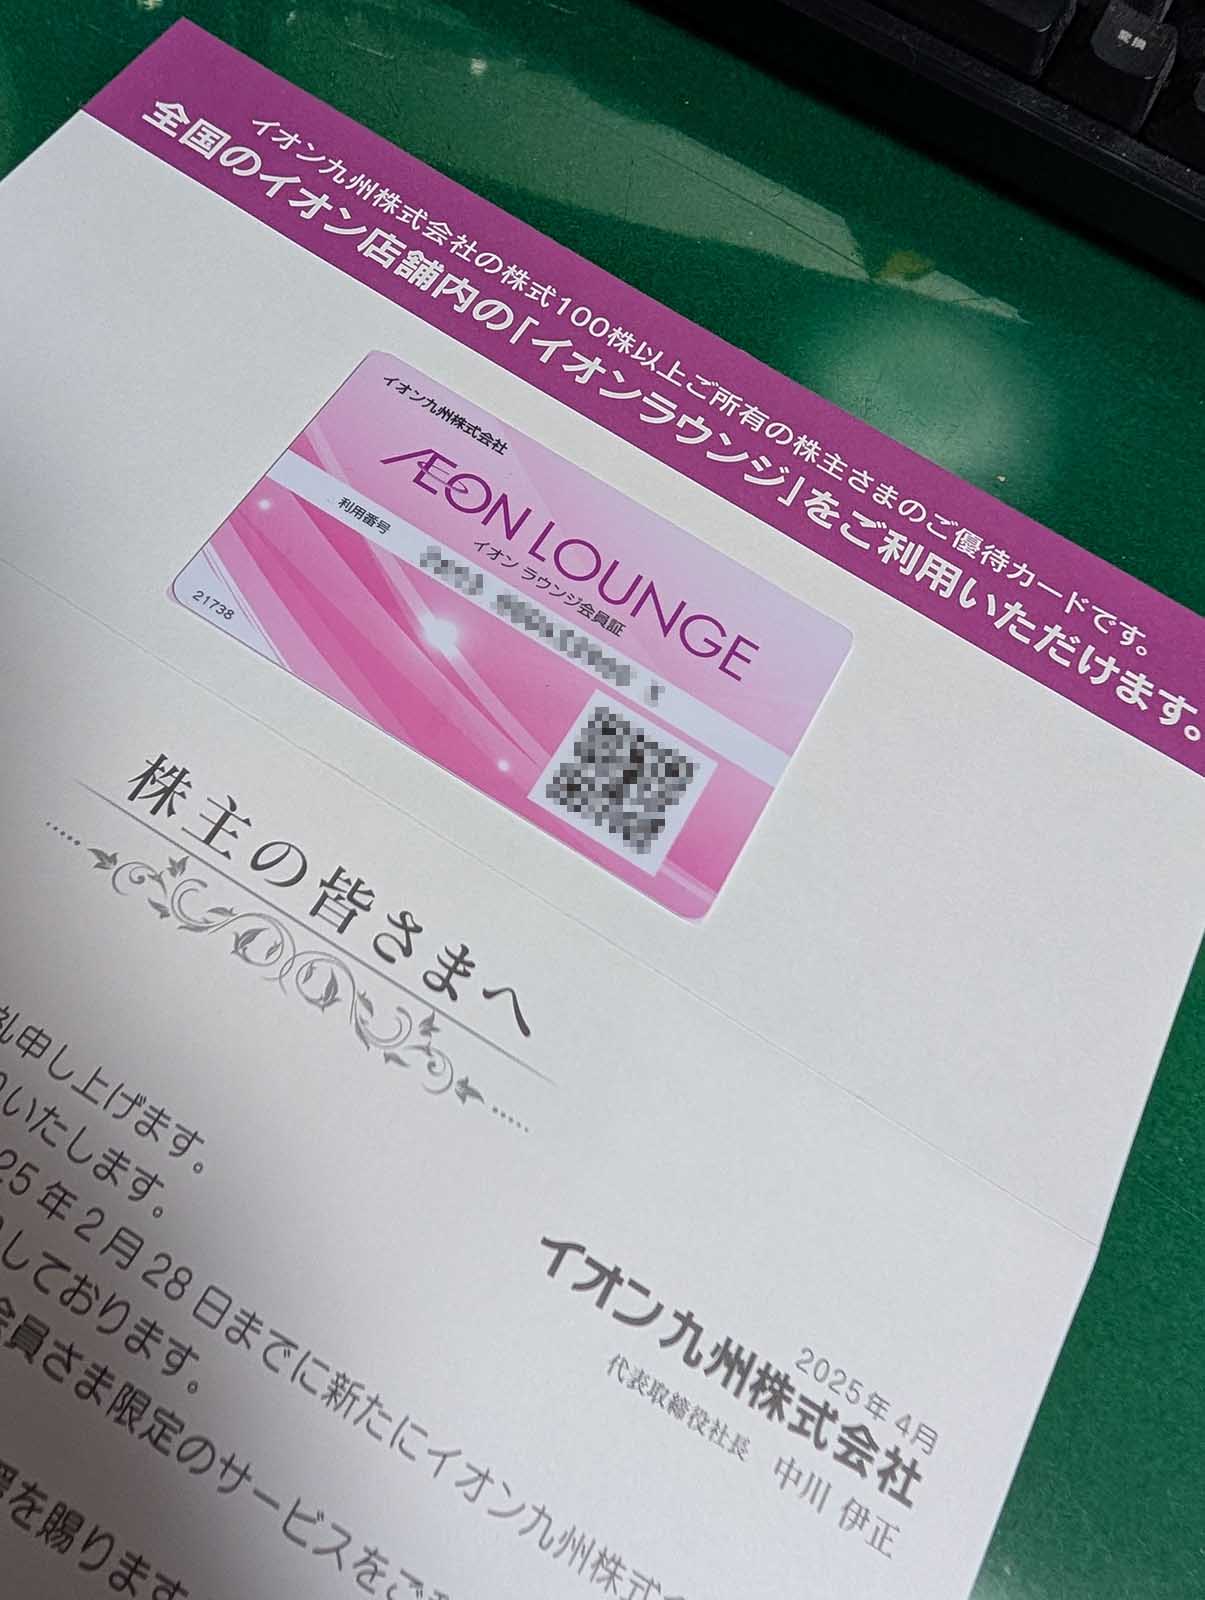 変換
イオン九州株式会社の株式100株以上ご所有の株主さまのご優待カードです。
全国のイオン店舗内の「イオンラウンジ」をご利用いただけます。
イオン九州株式会社
ÆON LOUNGE
イオン ラウンジ会員証
利用番号
21738
株主の皆さまへ
礼申し上げます。
いたします。
25年2月28日までに新たにイオン九州株式
しております。
会員さま限定のサービスをご
を賜ります
2025年4月
イオン九州株式会社
代表取締役社長 中川 伊正